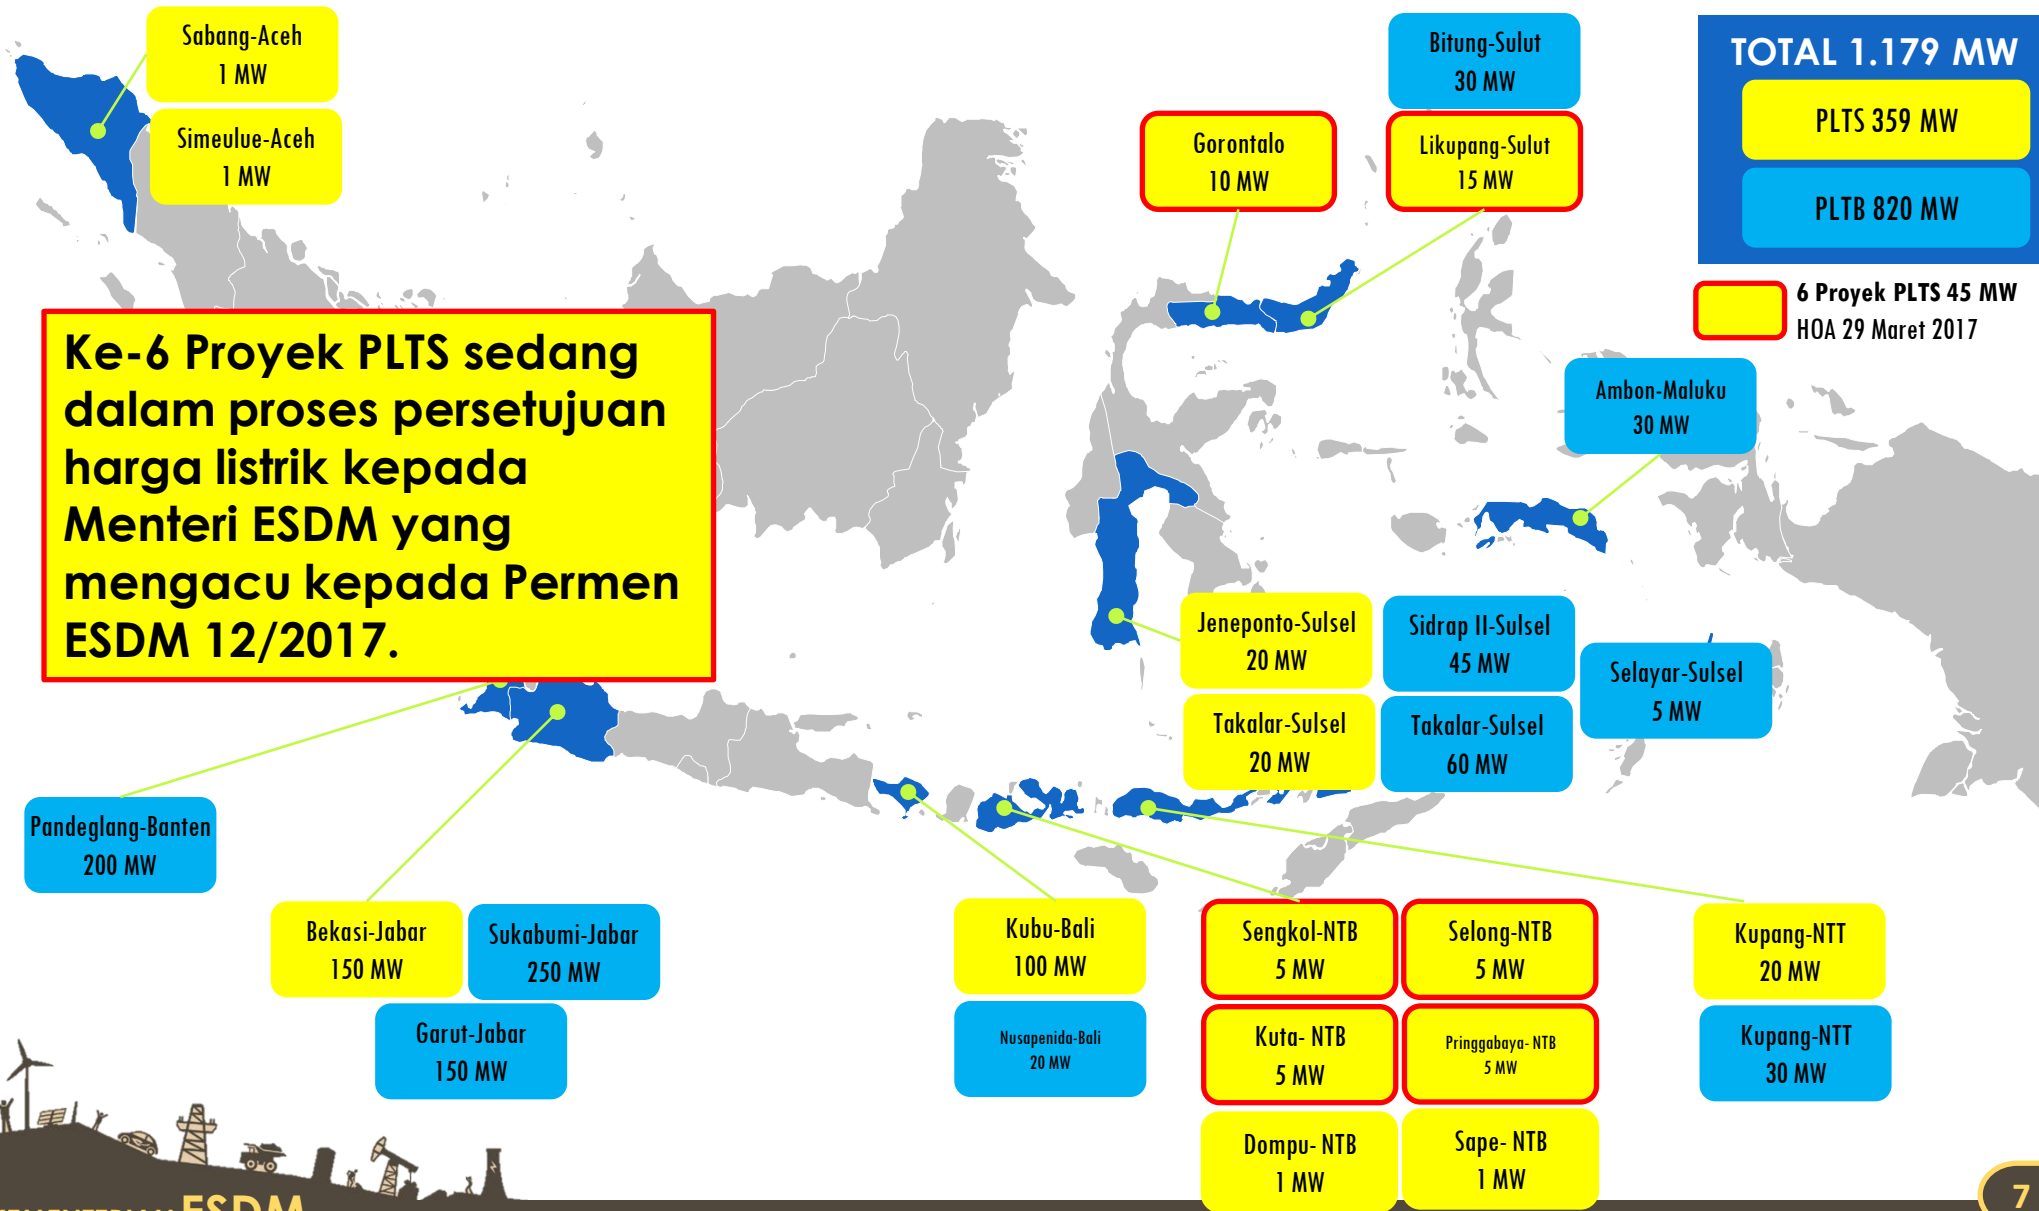 Sabang-Aceh
1 MW
Simeulue-Aceh
1 MW
Bitung-Sulut
30 MW
Gorontalo
10 MW
Likupang-Sulut
15 MW
TOTAL 1.179 MW
PLTS 359 MW
PLTB 820 MW
6 Proyek PLTS 45 MW
HOA 29 Maret 2017
Ke-6 Proyek PLTS sedang
dalam proses persetujuan
harga listrik kepada
Menteri ESDM yang
mengacu kepada Permen
ESDM 12/2017.
Ambon-Maluku
30 MW
Jeneponto-Sulsel
20 MW
Sidrap II-Sulsel
45 MW
Selayar-Sulsel
5 MW
Takalar-Sulsel
20 MW
Takalar-Sulsel
60 MW
Pandeglang-Banten
200 MW
Bekasi-Jabar
150 MW
Sukabumi-Jabar
250 MW
Garut-Jabar
150 MW
Kubu-Bali
100 MW
Nusapenida-Bali
20 MW
Sengkol-NTB
5 MW
Selong-NTB
5 MW
Kuta- NTB
5 MW
Pringgabaya- NTB
5 MW
Dompu- NTB
1 MW
Sape- NTB
1 MW
Kupang-NTT
20 MW
Kupang-NTT
30 MW
ESDM
7